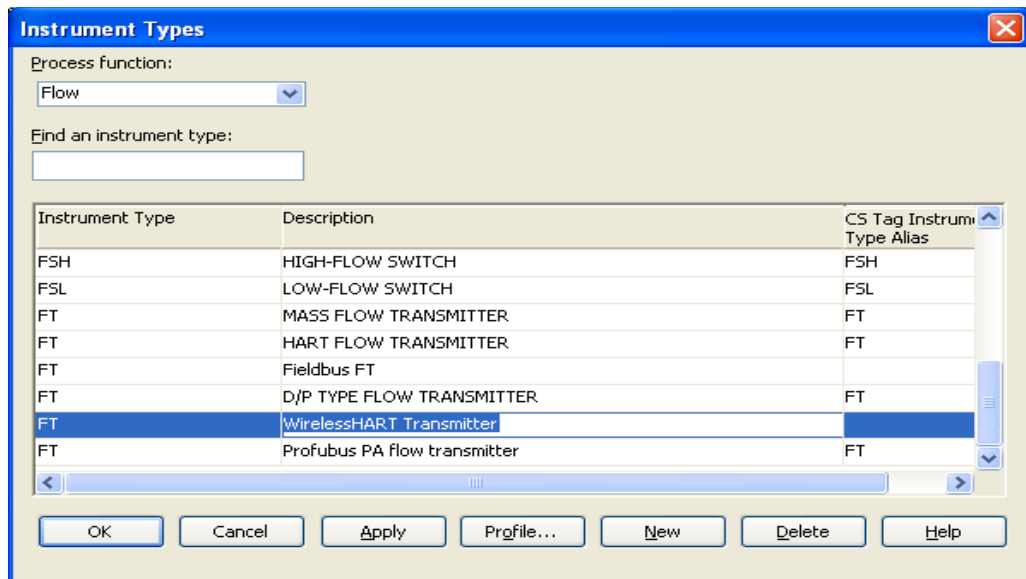 Instrument Types
Process function:
Flow
Find an instrument type:
Instrument Type Description CS Tag Instrum
Type Alias
FSH HIGH-FLOW SWITCH FSH
FSL LOW-FLOW SWITCH FSL
FT MASS FLOW TRANSMITTER FT
FT HART FLOW TRANSMITTER FT
FT Fieldbus FT
FT D/P TYPE FLOW TRANSMITTER FT
FT WirelessHART Transmitter
FT Profubus PA flow transmitter FT
OK Cancel Apply Profile... New Delete Help